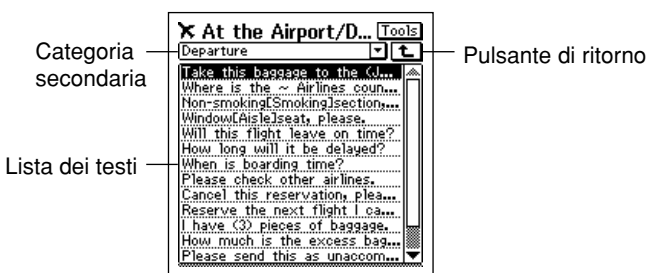 At the Airport/D... Tools
Departure
Categoria secondaria
Pulsante di ritorno
Lista dei testi
Take this baggage to the (J...
Where is the ~ Airlines coun...
Non-smoking[Smoking]section,...
Window[Aisle]seat, please.
Will this flight leave on time?
How long will it be delayed?
When is boarding time?
Please check other airlines.
Cancel this reservation, plea...
Reserve the next flight I ca...
I have (3) pieces of baggage.
How much is the excess bag...
Please send this as unaccom...